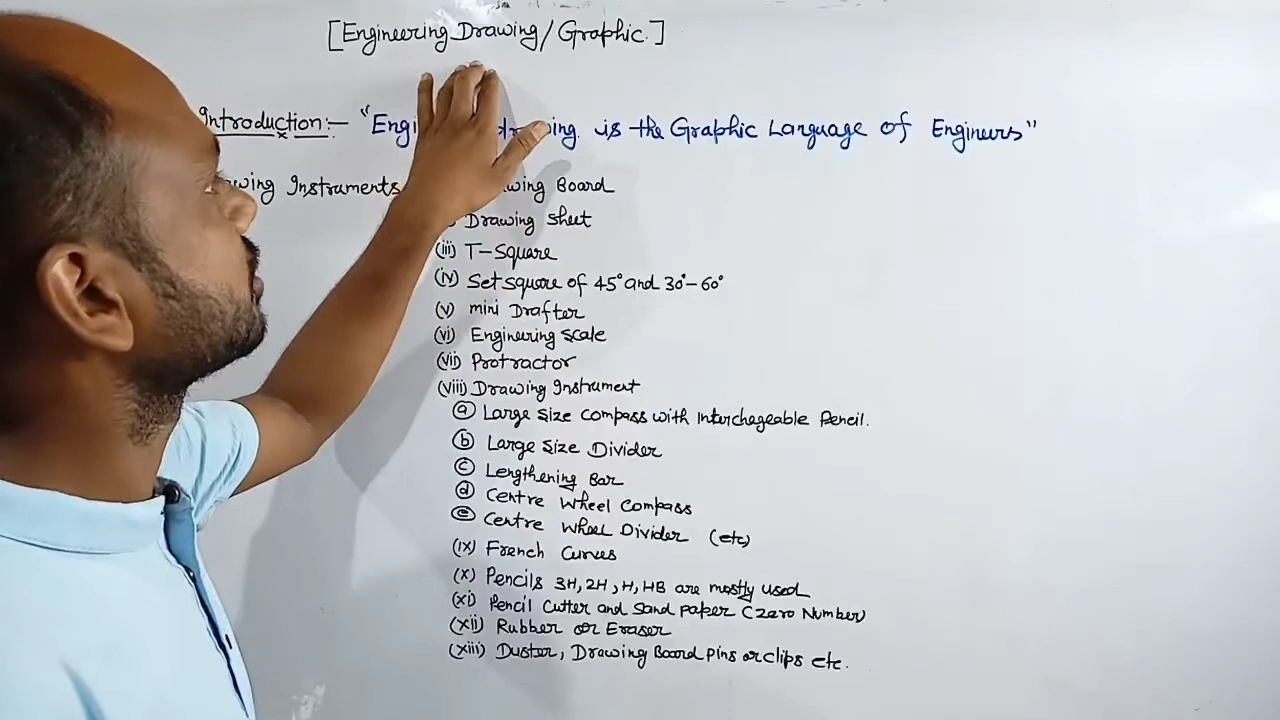 [Engineering Drawing/Graphic.]
Introduction:- "Engi is the Graphic Language of Engineers"
Instruments Board
Drawing Sheet
(iii) T-Square
(iv) Set square of 45° and 30°-60°
(v) mini Drafter
(vi) Engineering Scale
(vii) Protractor
(viii) Drawing Instrument
(a) Large Size Compass with Interchageable Pencil.
(b) Large Size Divider
(c) Lengthening Bar
(d) Centre Wheel Compass
(e) Centre Wheel Divider (etc)
(ix) French Curves
(x) Pencils 3H, 2H, H, HB are mostly used
(xi) Pencil Cutter and Sand paper (Zero Number)
(xii) Rubber or Eraser
(xiii) Duster, Drawing Board Pins or clips etc.